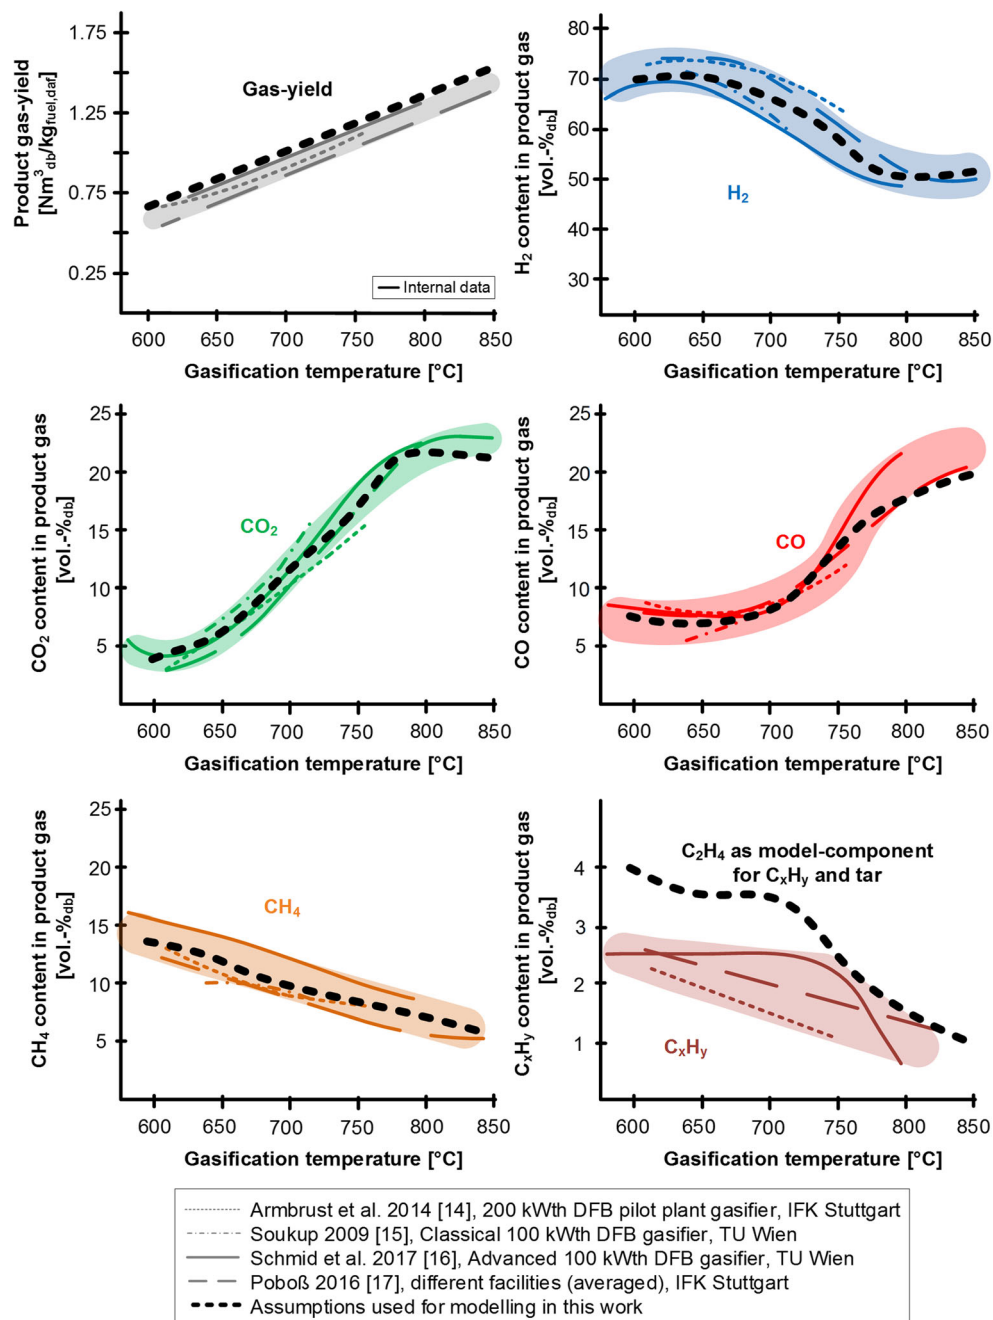 Product gas-yield
[Nm³db/kgfuel,daf]
1.75
1.25
0.75
0.25
Gas-yield
Internal data
600 650 700 750 800 850
Gasification temperature [°C]
H₂ content in product gas
[vol.-%db]
80
70
60
50
40
30
H₂
600 650 700 750 800 850
Gasification temperature [°C]
CO₂ content in product gas
[vol.-%db]
25
20
15
10
5
CO₂
600 650 700 750 800 850
Gasification temperature [°C]
CO content in product gas
[vol.-%db]
25
20
15
10
5
CO
600 650 700 750 800 850
Gasification temperature [°C]
CH₄ content in product gas
[vol.-%db]
25
20
15
10
5
CH₄
600 650 700 750 800 850
Gasification temperature [°C]
CxHy content in product gas
[vol.-%db]
4
3
2
1
C₂H₄ as model-component
for CxHy and tar
CxHy
600 650 700 750 800 850
Gasification temperature [°C]
Armbrust et al. 2014 [14], 200 kWth DFB pilot plant gasifier, IFK Stuttgart
Soukup 2009 [15], Classical 100 kWth DFB gasifier, TU Wien
Schmid et al. 2017 [16], Advanced 100 kWth DFB gasifier, TU Wien
Poboß 2016 [17], different facilities (averaged), IFK Stuttgart
Assumptions used for modelling in this work